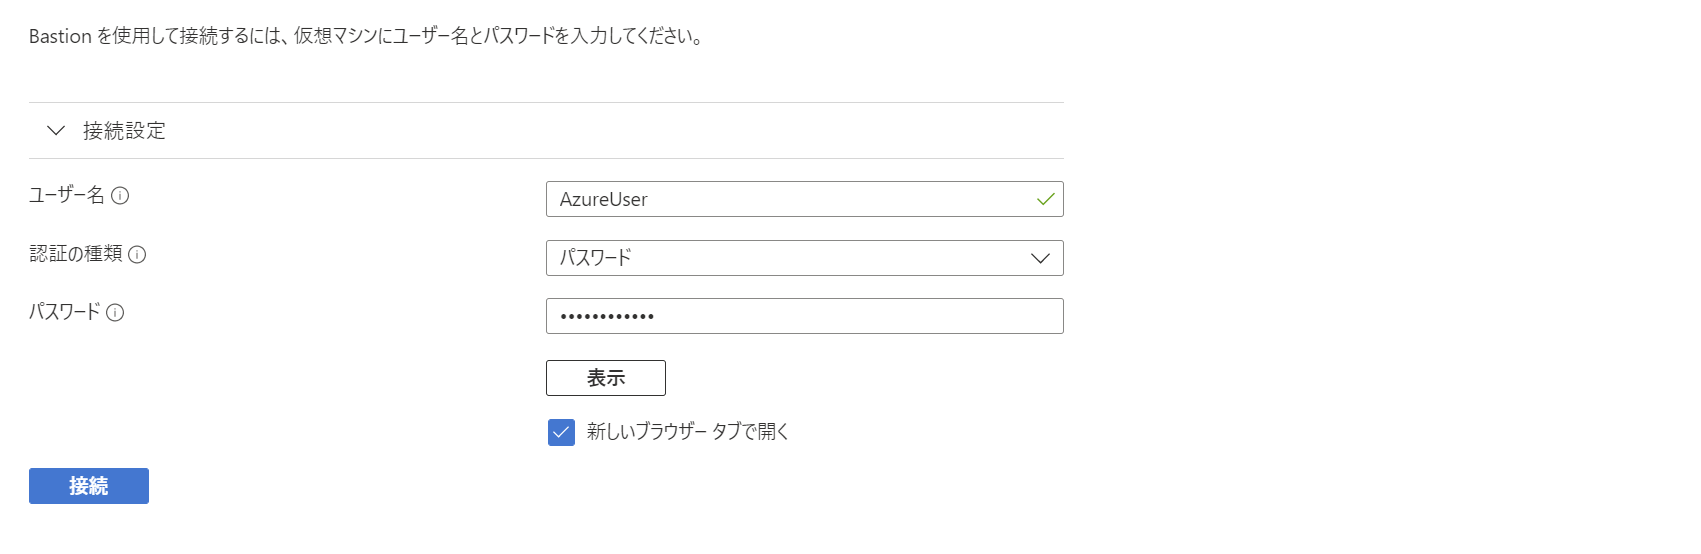 Bastion を使用して接続するには、仮想マシンにユーザー名とパスワードを入力してください。
接続設定
ユーザー名
AzureUser
認証の種類
パスワード
パスワード
••••••••••••
表示
新しいブラウザー タブで開く
接続